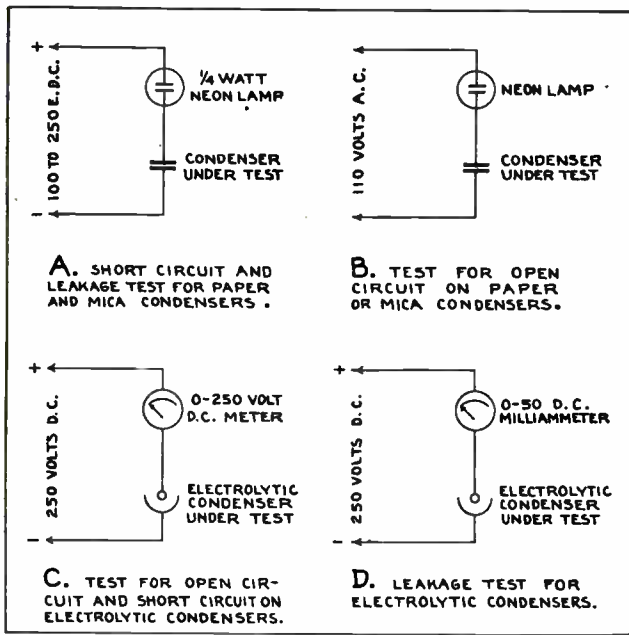 +
100 TO 250 E. D.C.
-
1/4 WATT
NEON LAMP
CONDENSER
UNDER TEST
A. SHORT CIRCUIT AND
LEAKAGE TEST FOR PAPER
AND MICA CONDENSERS.
110 VOLTS A.C.
NEON LAMP
CONDENSER
UNDER TEST
B. TEST FOR OPEN
CIRCUIT ON PAPER
OR MICA CONDENSERS.
+
250 VOLTS D.C.
-
0-250 VOLT
D.C. METER
ELECTROLYTIC
CONDENSER
UNDER TEST
C. TEST FOR OPEN CIR-
CUIT AND SHORT CIRCUIT ON
ELECTROLYTIC CONDENSERS.
+
250 VOLTS D.C.
-
0-50 D.C.
MILLIAMMETER
ELECTROLYTIC
CONDENSER
UNDER TEST
D. LEAKAGE TEST FOR
ELECTROLYTIC CONDENSERS.